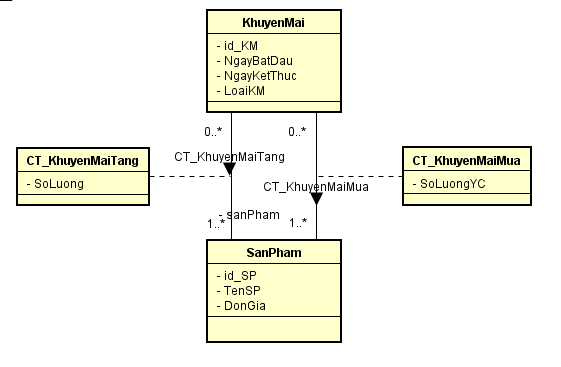 KhuyenMai
- id_KM
- NgayBatDau
- NgayKetThuc
- LoaiKM
0..*
0..*
CT_KhuyenMaiTang
- SoLuong
CT_KhuyenMaiTang
CT_KhuyenMaiMua
CT_KhuyenMaiMua
- SoLuongYC
- sanPham
1..*
1..*
SanPham
- id_SP
- TenSP
- DonGia